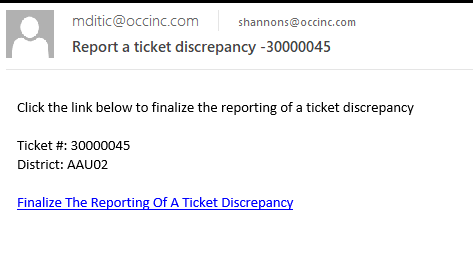 mditic@occinc.com shannons@occinc.com
Report a ticket discrepancy -30000045
Click the link below to finalize the reporting of a ticket discrepancy
Ticket #: 30000045
District: AAU02
Finalize The Reporting Of A Ticket Discrepancy